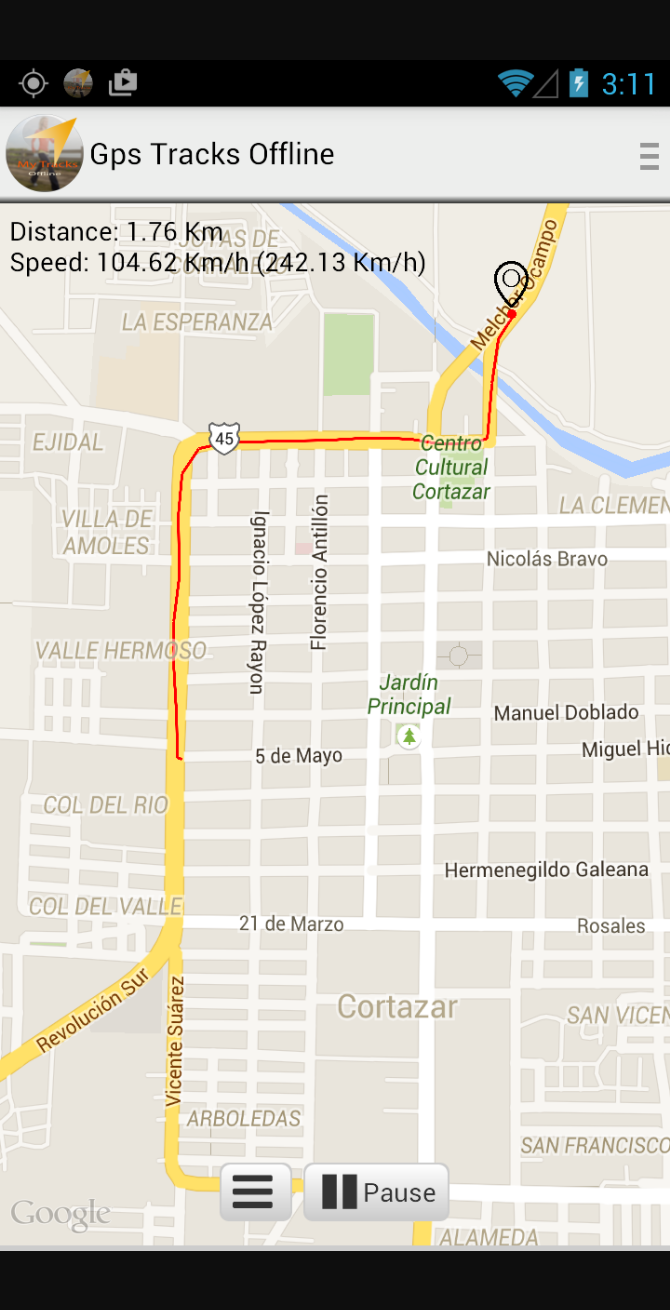 3:11
My Tracks
Offline
Gps Tracks Offline
Distance: 1.76 Km
Speed: 104.62 Km/h (242.13 Km/h)
Melchor Ocampo
LA ESPERANZA
45
EJIDAL
Centro
Cultural
Cortazar
VILLA DE
AMOLES
LA CLEMEN
Ignacio López Rayon
Florencio Antillón
Nicolás Bravo
VALLE HERMOSO
Jardín
Principal
Manuel Doblado
5 de Mayo
Miguel Hid
COL DEL RIO
Hermenegildo Galeana
COL DEL VALLE
21 de Marzo
Rosales
Revolución Sur
Vicente Suárez
Cortazar
SAN VICEN
ARBOLEDAS
SAN FRANCISCO
Pause
Google
ALAMEDA